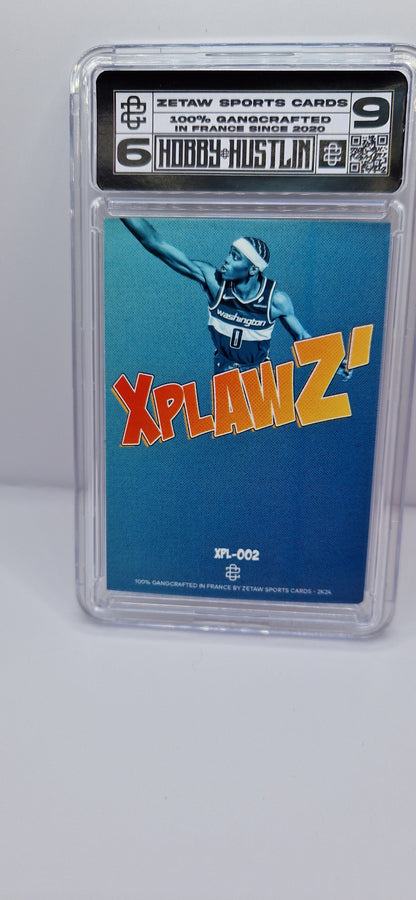 ZETAW SPORTS CARDS
100% GANGCRAFTED
IN FRANCE SINCE 2020
9
6
HOBBY HUSTLIN
washington
0
XPLAWZ'
XPL-002
100% GANGCRAFTED IN FRANCE BY ZETAW SPORTS CARDS - 2K24